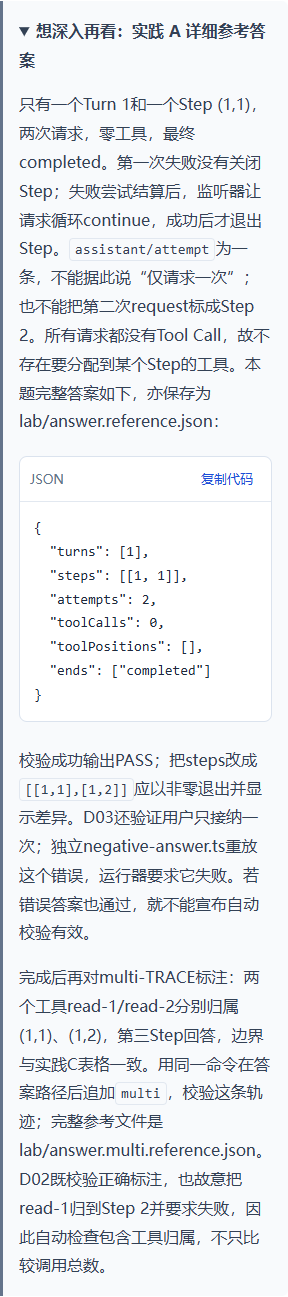 ▼ 想深入再看：实践 A 详细参考答
案
只有一个Turn 1和一个Step (1,1)，
两次请求，零工具，最终
completed。第一次失败没有关闭
Step；失败尝试结算后，监听器让
请求循环continue，成功后才退出
Step。assistant/attempt为一
条，不能据此说“仅请求一次”；
也不能把第二次request标成Step
2。所有请求都没有Tool Call，故不
存在要分配到某个Step的工具。本
题完整答案如下，亦保存为
lab/answer.reference.json：
JSON 复制代码
{
  "turns": [1],
  "steps": [[1, 1]],
  "attempts": 2,
  "toolCalls": 0,
  "toolPositions": [],
  "ends": ["completed"]
}
校验成功输出PASS；把steps改成
[[1,1],[1,2]]应以非零退出并显
示差异。D03还验证用户只接纳一
次；独立negative-answer.ts重放
这个错误，运行器要求它失败。若
错误答案也通过，就不能宣布自动
校验有效。
完成后再对multi-TRACE标注：两
个工具read-1/read-2分别归属
(1,1)、(1,2)，第三Step回答，边界
与实践C表格一致。用同一命令在答
案路径后追加multi，校验这条轨
迹；完整参考文件是
lab/answer.multi.reference.json。
D02既校验正确标注，也故意把
read-1归到Step 2并要求失败，因
此自动检查包含工具归属，不只比
较调用总数。